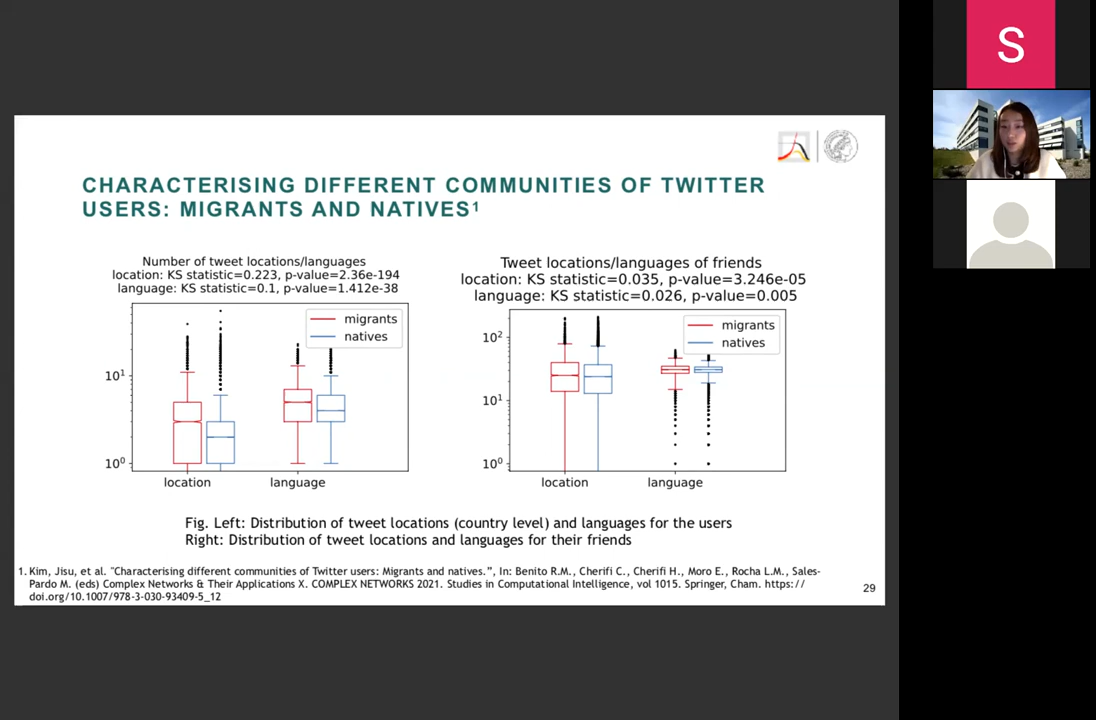 CHARACTERISING DIFFERENT COMMUNITIES OF TWITTER
USERS: MIGRANTS AND NATIVES¹
Number of tweet locations/languages
location: KS statistic=0.223, p-value=2.36e-194
language: KS statistic=0.1, p-value=1.412e-38
migrants
natives
10¹
10⁰
location
language
Tweet locations/languages of friends
location: KS statistic=0.035, p-value=3.246e-05
language: KS statistic=0.026, p-value=0.005
migrants
natives
10²
10¹
10⁰
location
language
Fig. Left: Distribution of tweet locations (country level) and languages for the users
Right: Distribution of tweet locations and languages for their friends
1. Kim, Jisu, et al. "Characterising different communities of Twitter users: Migrants and natives.", In: Benito R.M., Cherifi C., Cherifi H., Moro E., Rocha L.M., Sales-
Pardo M. (eds) Complex Networks & Their Applications X. COMPLEX NETWORKS 2021. Studies in Computational Intelligence, vol 1015. Springer, Cham. https://
doi.org/10.1007/978-3-030-93409-5_12
29
S